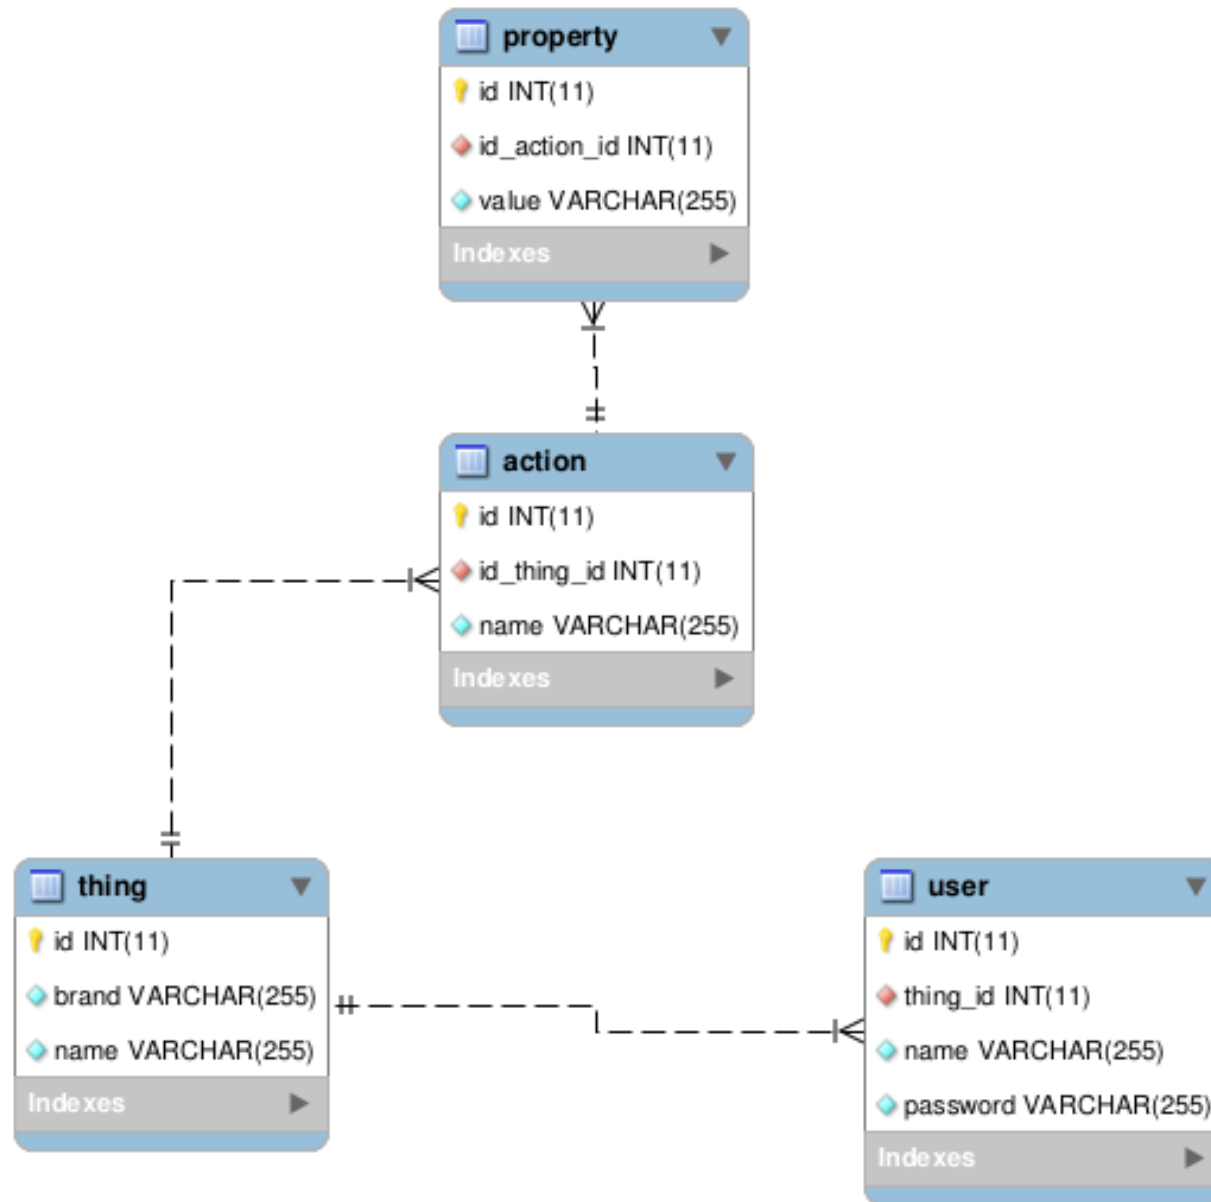 property
id INT(11)
id_action_id INT(11)
value VARCHAR(255)
Indexes
action
id INT(11)
id_thing_id INT(11)
name VARCHAR(255)
Indexes
thing
id INT(11)
brand VARCHAR(255)
name VARCHAR(255)
Indexes
user
id INT(11)
thing_id INT(11)
name VARCHAR(255)
password VARCHAR(255)
Indexes